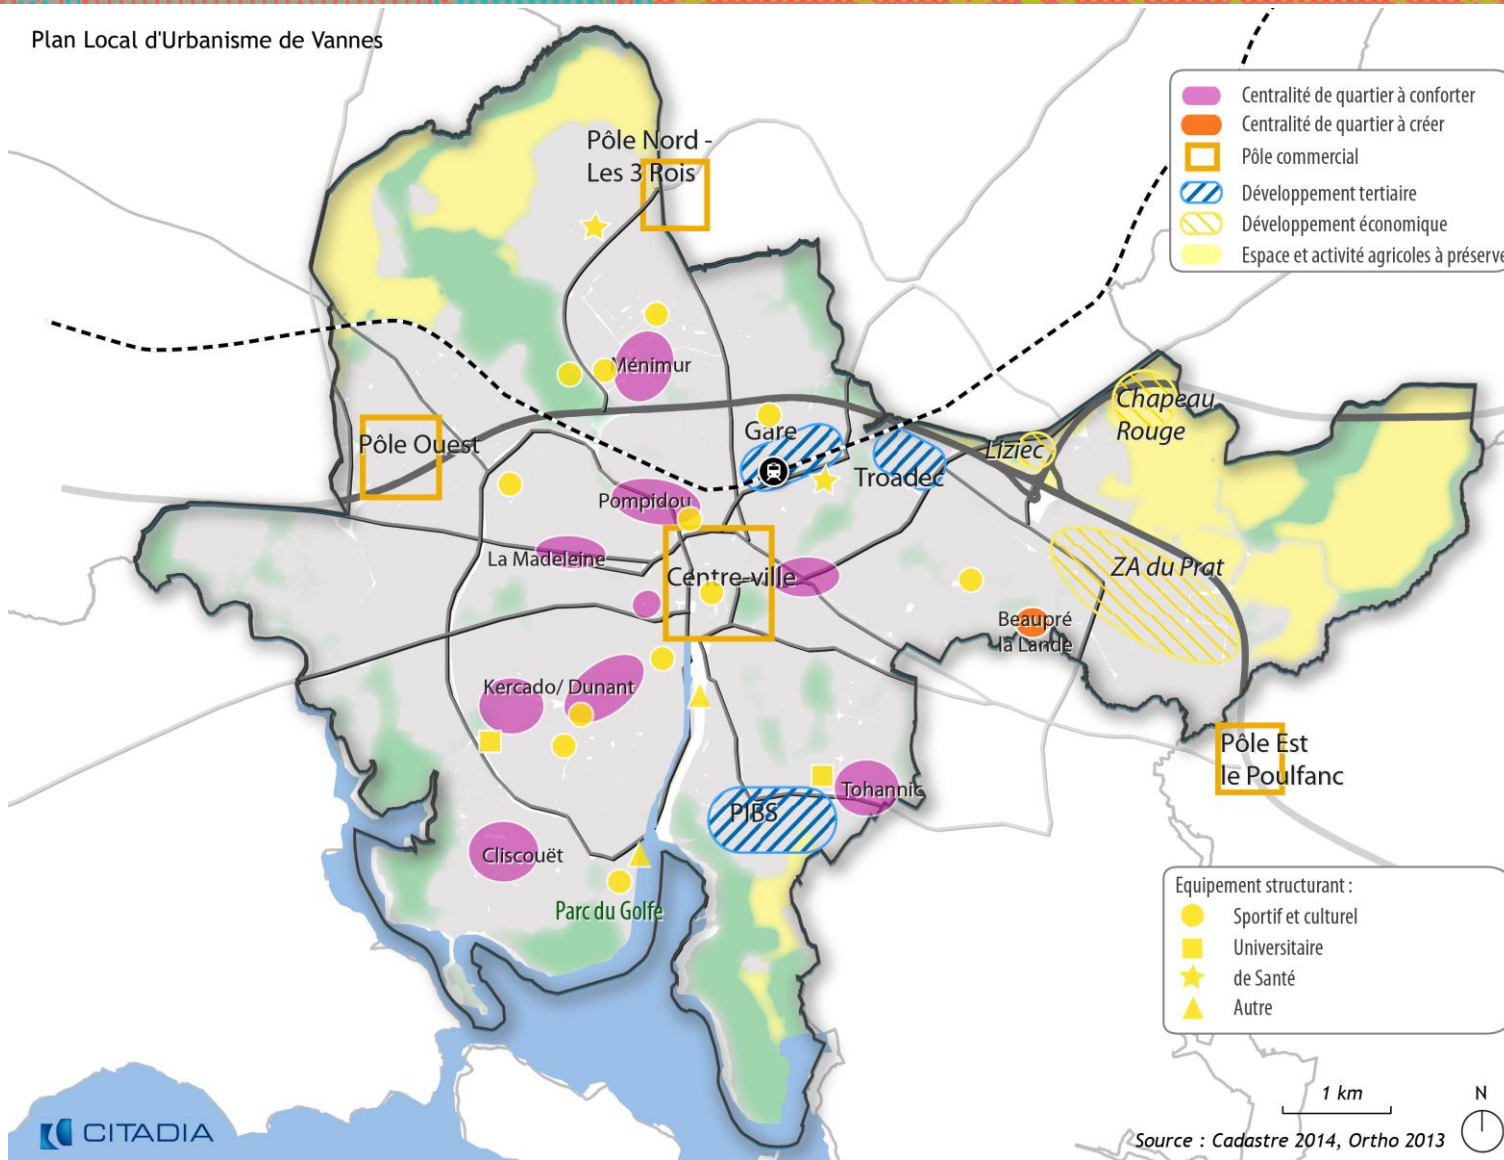 Plan Local d'Urbanisme de Vannes
Centralité de quartier à conforter
Centralité de quartier à créer
Pôle commercial
Développement tertiaire
Développement économique
Espace et activité agricoles à préserve
Pôle Nord -
Les 3 Rois
Ménimur
Chapeau
Rouge
Gare
Pôle Ouest
Liziec
Troadec
Pompidou
La Madeleine
Centre-ville
ZA du Prat
Beaupré
la Lande
Kercado/ Dunant
Pôle Est
le Poulfanc
Tohannic
PIBS
Cliscouët
Parc du Golfe
Equipement structurant :
Sportif et culturel
Universitaire
de Santé
Autre
1 km
N
CITADIA
Source : Cadastre 2014, Ortho 2013